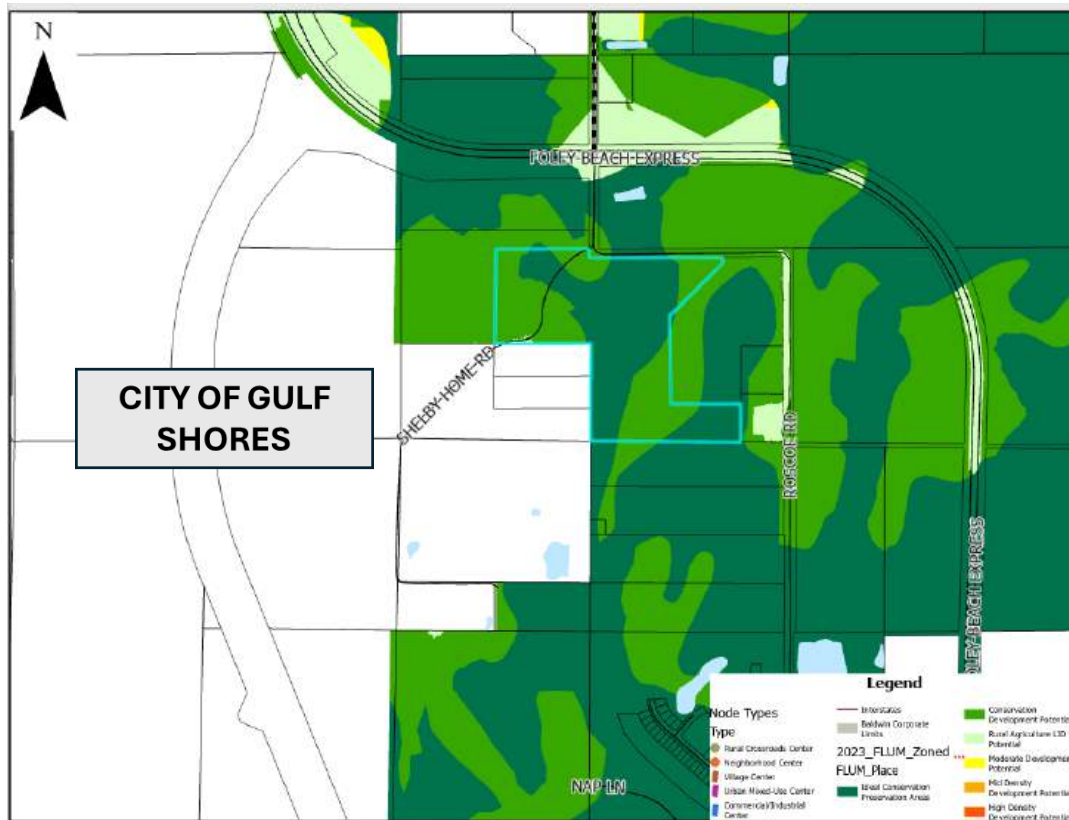 N
FOLEY-BEACH-EXPRESS
SHELBY-HOME-RD
CITY OF GULF
SHORES
ROSCOE-RD
FOLEY-BEACH-EXPRESS
NAP LN
Legend
Node Types
Type
Rural Crossroads Center
Neighborhood Center
Village Center
Urban Mixed-Use Center
Commercial/Industrial
Center
Interstates
Baldwin Corporate
Limits
2023_FLUM_Zoned
FLUM_Place
Ideal Conservation
Preservation Areas
Conservation
Development Potential
Rural Agriculture
Potential
Moderate Development
Potential
Mid Density
Development Potential
High Density
Development Potential